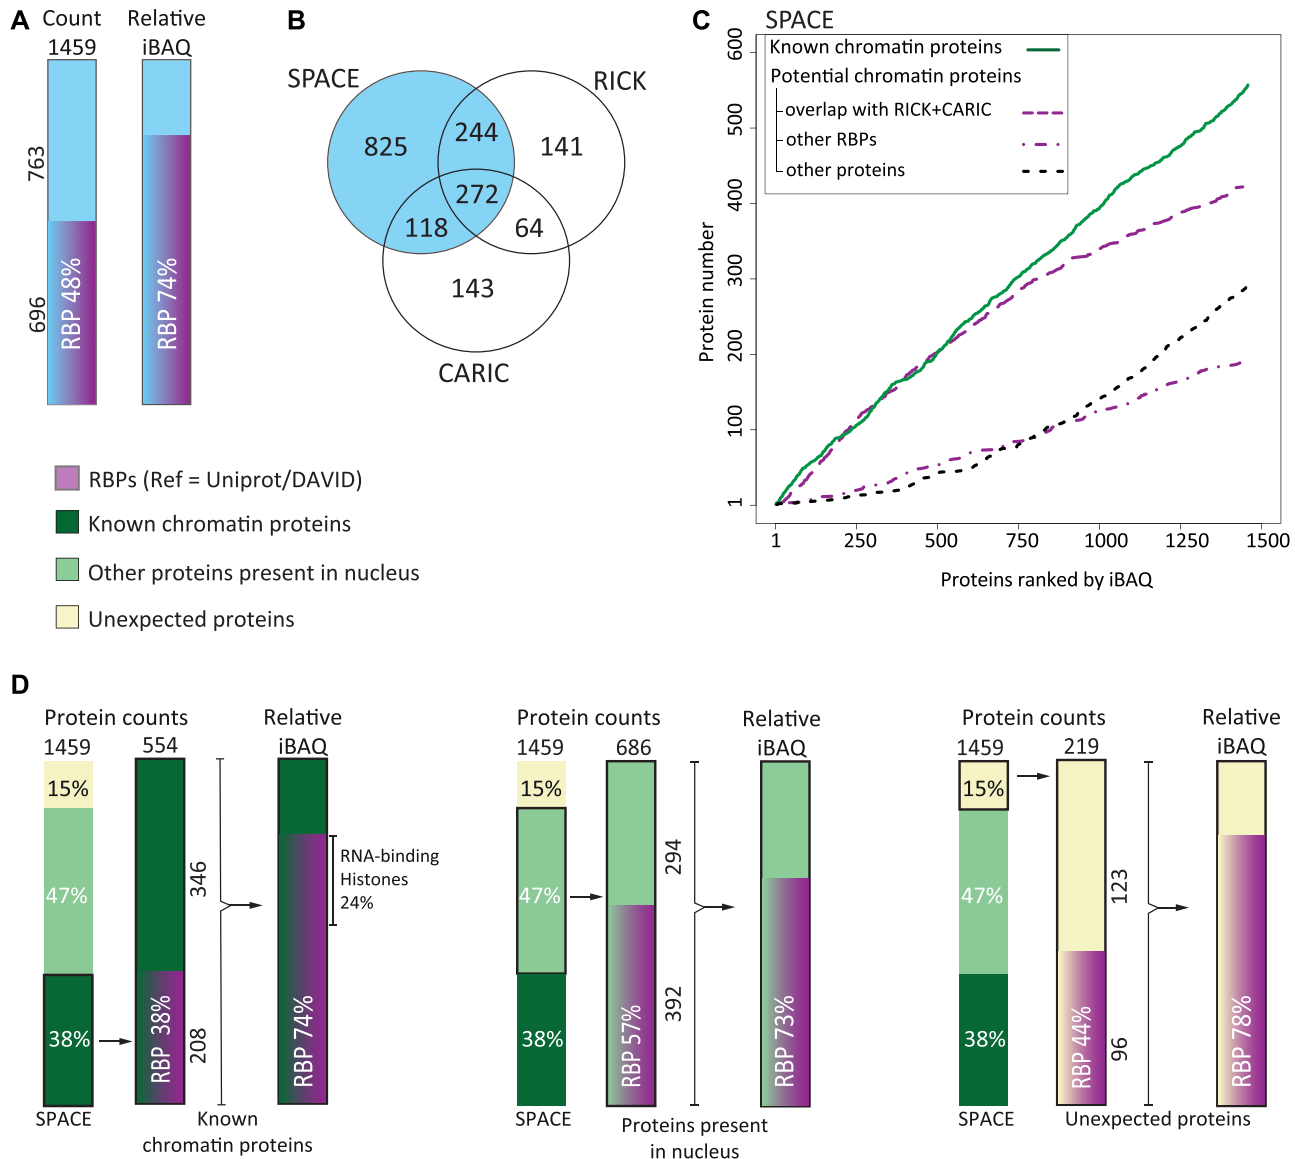 A
Count
Relative
1459
iBAQ
763
696
RBP 48%
RBP 74%
B
SPACE
RICK
825
244
141
272
118
64
143
CARIC
C
SPACE
Known chromatin proteins
Potential chromatin proteins
overlap with RICK+CARIC
other RBPs
other proteins
Protein number
600
500
400
300
200
100
1
1
250
500
750
1000
1250
1500
Proteins ranked by iBAQ
RBPs (Ref = Uniprot/DAVID)
Known chromatin proteins
Other proteins present in nucleus
Unexpected proteins
D
Protein counts
Relative
1459
554
iBAQ
15%
47%
38%
346
208
RBP 38%
RBP 74%
RNA-binding
Histones
24%
SPACE
Known
chromatin proteins
Protein counts
Relative
1459
686
iBAQ
15%
47%
38%
294
392
RBP 57%
RBP 73%
SPACE
Proteins present
in nucleus
Protein counts
Relative
1459
219
iBAQ
15%
47%
38%
123
96
RBP 44%
RBP 78%
SPACE
Unexpected proteins